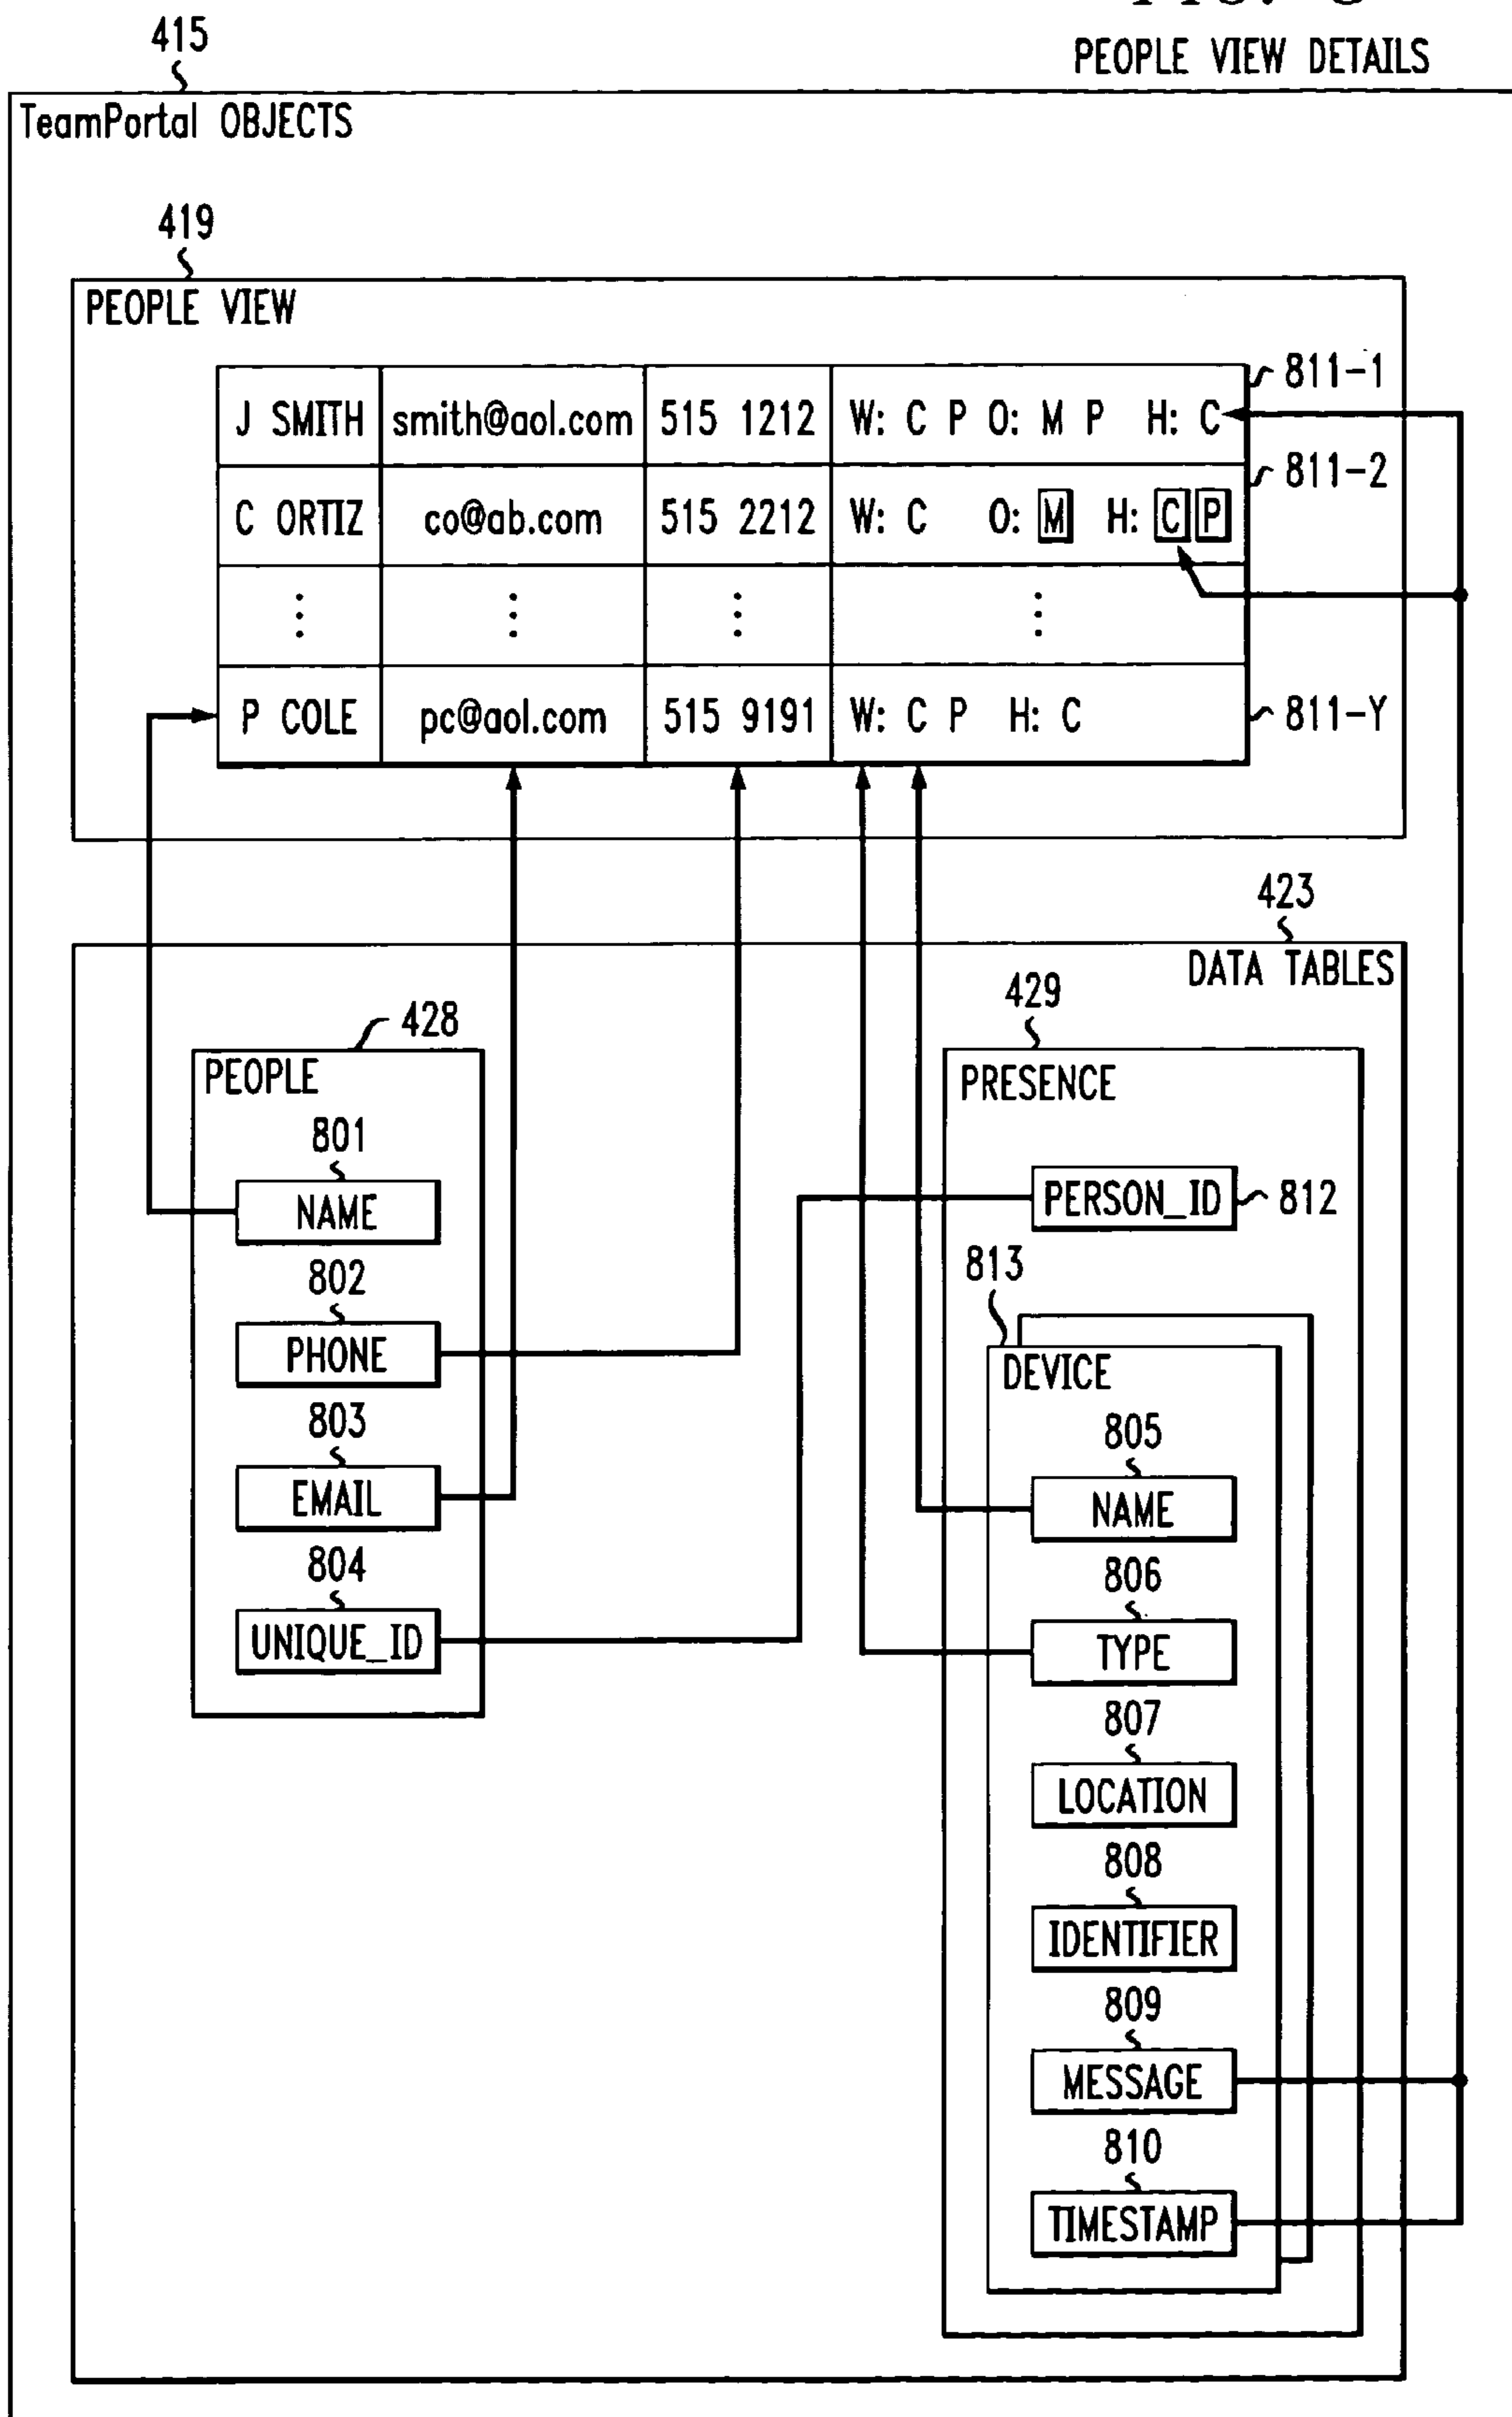 415
PEOPLE VIEW DETAILS
TeamPortal OBJECTS
419
PEOPLE VIEW
J SMITH smith@aol.com 515 1212 W: C P O: M P H: C 811-1
C ORTIZ co@ab.com 515 2212 W: C O: M H: C P 811-2
P COLE pc@aol.com 515 9191 W: C P H: C 811-Y
423
DATA TABLES
428
PEOPLE
801
NAME
802
PHONE
803
EMAIL
804
UNIQUE_ID
429
PRESENCE
PERSON_ID 812
813
DEVICE
805
NAME
806
TYPE
807
LOCATION
808
IDENTIFIER
809
MESSAGE
810
TIMESTAMP